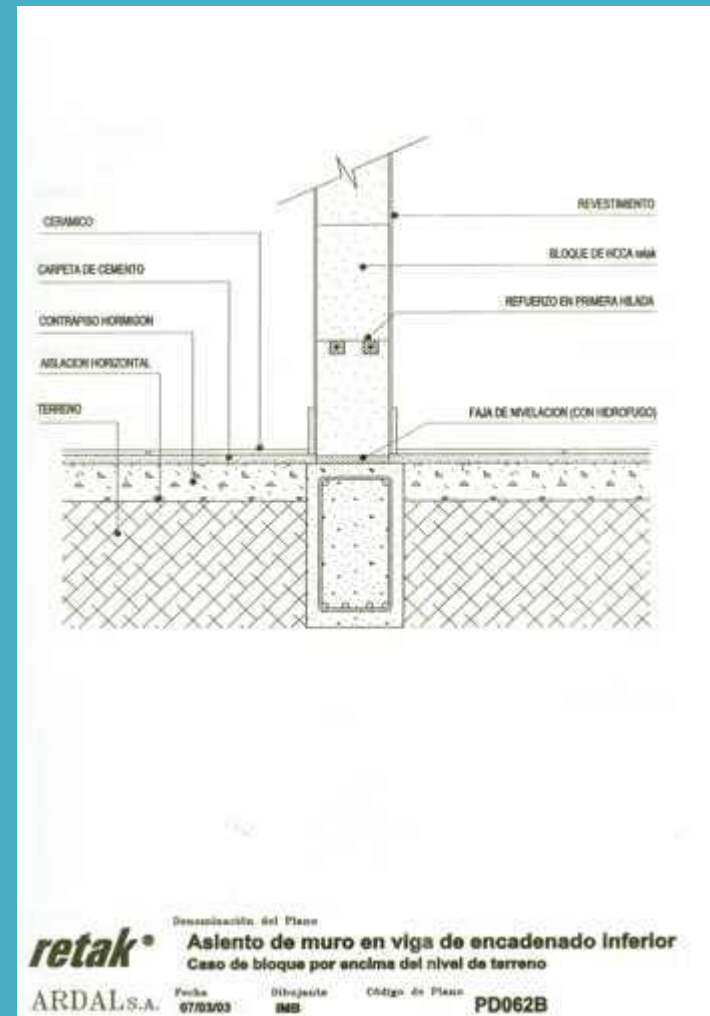 CERAMICO
CARPETA DE CEMENTO
CONTRAPISO HORMIGON
AISLACION HORIZONTAL
TERRENO
REVESTIMIENTO
BLOQUE DE HCCA retak
REFUERZO EN PRIMERA HILADA
FAJA DE NIVELACION (CON HIDROFUGO)
Denominación del Plano
retak®
Asiento de muro en viga de encadenado inferior
Caso de bloque por encima del nivel de terreno
ARDAL S.A.
Fecha
Dibujante
Código de Plano
07/03/03
IMB
PD062B